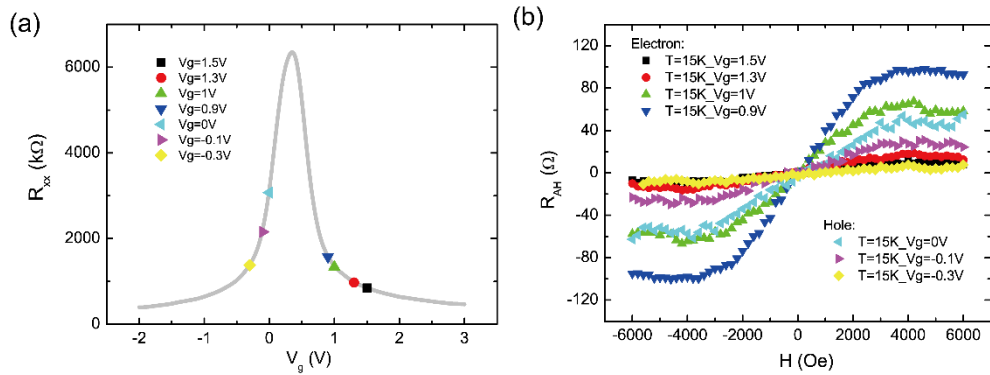 (a)
R_xx (kΩ)
6000
4000
2000
0
Vg=1.5V
Vg=1.3V
Vg=1V
Vg=0.9V
Vg=0V
Vg=-0.1V
Vg=-0.3V
-2 -1 0 1 2 3
V_g (V)
(b)
R_AH (Ω)
120
80
40
0
-40
-80
-120
Electron:
T=15K_Vg=1.5V
T=15K_Vg=1.3V
T=15K_Vg=1V
T=15K_Vg=0.9V
Hole:
T=15K_Vg=0V
T=15K_Vg=-0.1V
T=15K_Vg=-0.3V
-6000 -4000 -2000 0 2000 4000 6000
H (Oe)